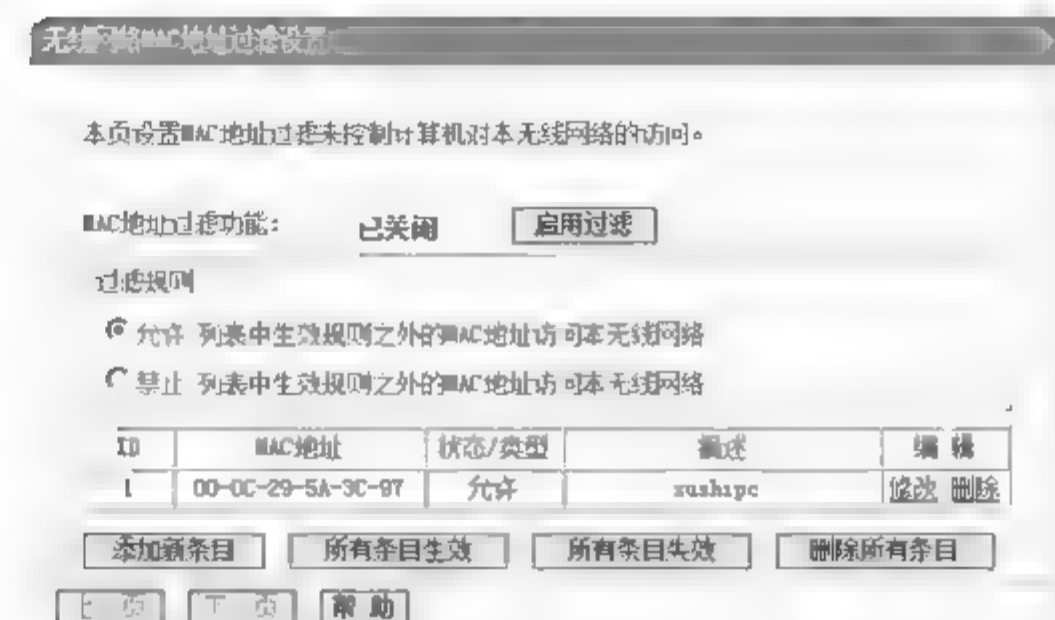 无线网络MAC地址过滤设置
本页设置MAC地址过滤来控制计算机对本无线网络的访问。
MAC地址过滤功能: 已关闭 启用过滤
过滤规则
允许 列表中生效规则之外的MAC地址访问本无线网络
禁止 列表中生效规则之外的MAC地址访问本无线网络
ID MAC地址 状态/类型 描述 编 辑
1 00-0C-29-5A-3C-97 允许 xushipc 修改 删除
添加新条目 所有条目生效 所有条目失效 删除所有条目
上一页 下一页 帮 助